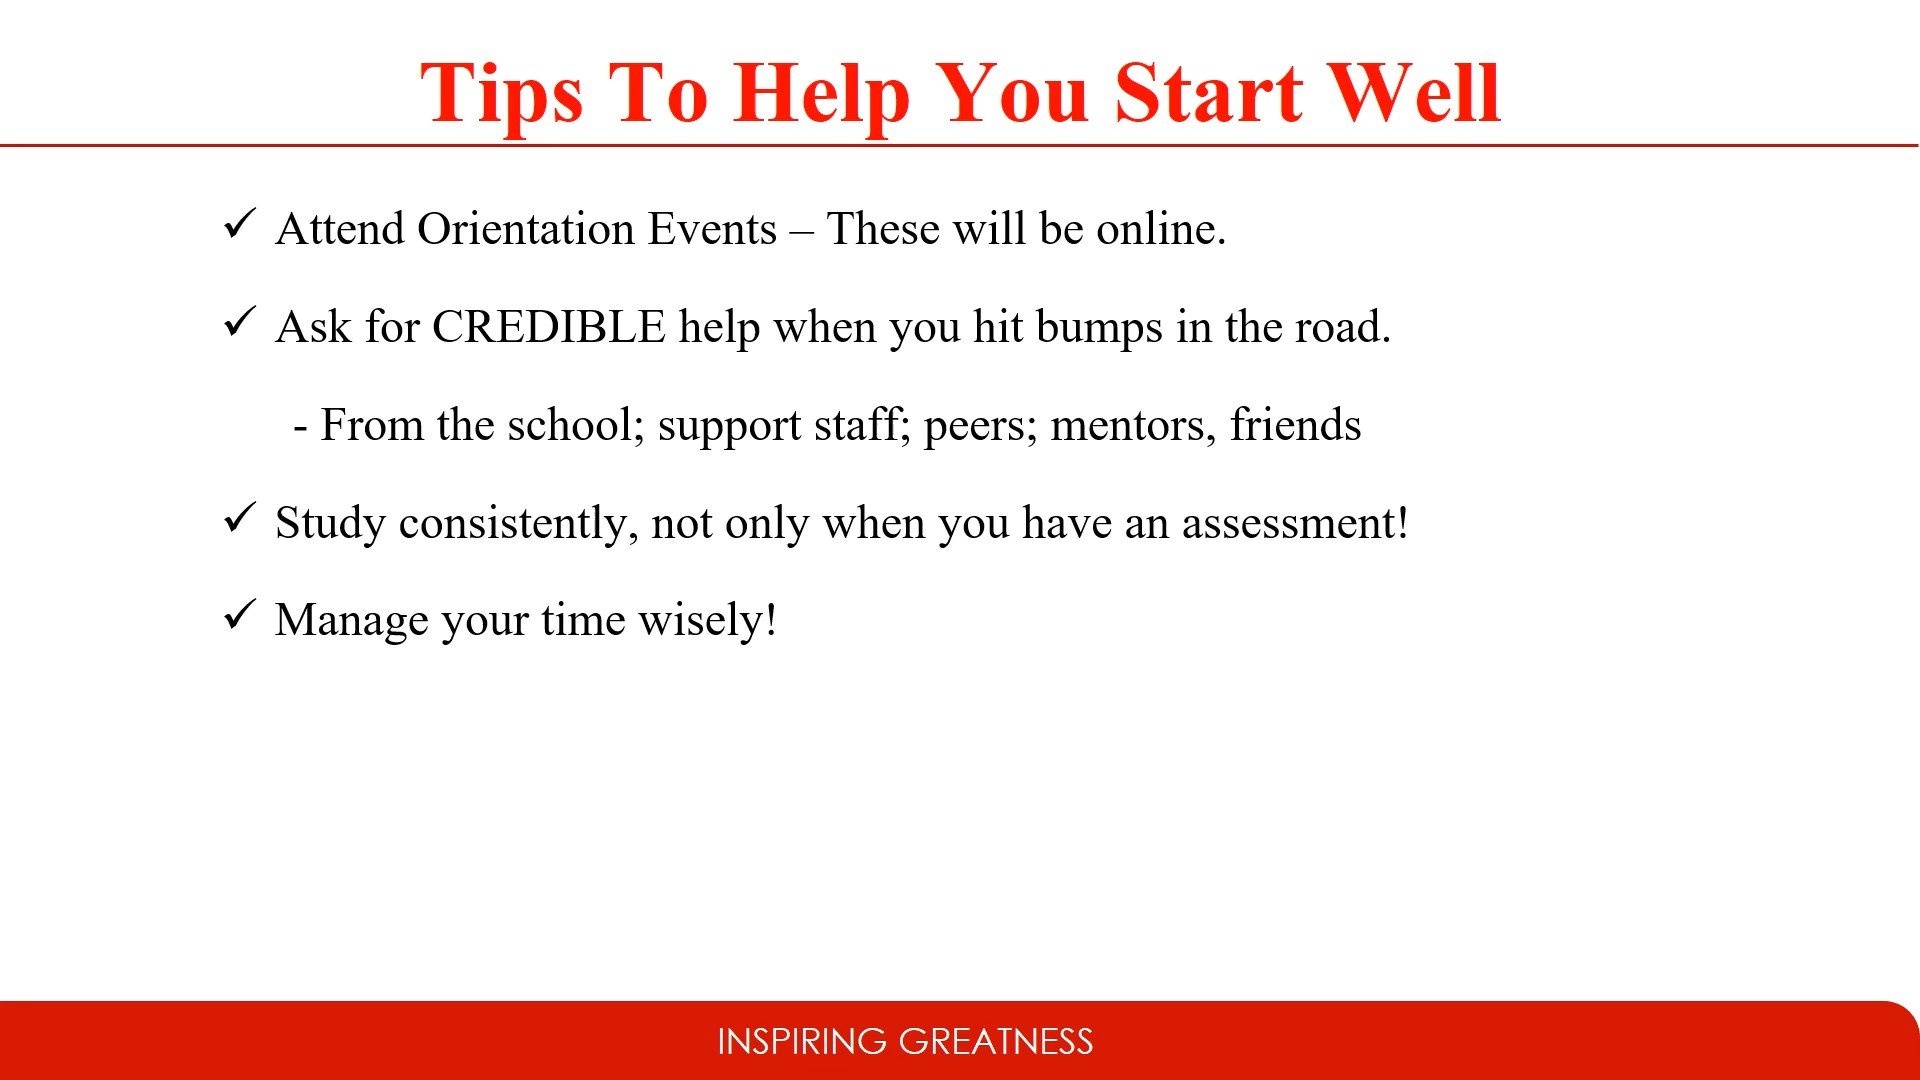 Tips To Help You Start Well
✓ Attend Orientation Events – These will be online.
✓ Ask for CREDIBLE help when you hit bumps in the road.
- From the school; support staff; peers; mentors, friends
✓ Study consistently, not only when you have an assessment!
✓ Manage your time wisely!
INSPIRING GREATNESS